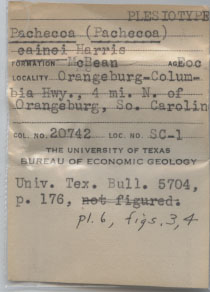 PLESIOTYPE
Pachecoa (Pachecoa)
cainei Harris
FORMATION McBean AGE Eoc
LOCALITY Orangeburg-Colum-
bia Hwy., 4 mi. N. of
Orangeburg, So. Carolin
COL. NO. 20742 LOC. NO. SC-1
THE UNIVERSITY OF TEXAS
BUREAU OF ECONOMIC GEOLOGY
Univ. Tex. Bull. 5704,
p. 176, not figured.
pl. 6, figs. 3, 4